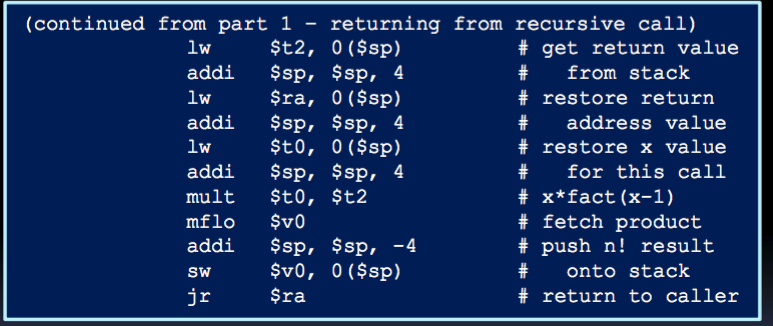 (continued from part 1 – returning from recursive call)
lw $t2, 0($sp) # get return value
addi $sp, $sp, 4 # from stack
lw $ra, 0($sp) # restore return
addi $sp, $sp, 4 # address value
lw $t0, 0($sp) # restore x value
addi $sp, $sp, 4 # for this call
mult $t0, $t2 # x*fact(x-1)
mflo $v0 # fetch product
addi $sp, $sp, -4 # push n! result
sw $v0, 0($sp) # onto stack
jr $ra # return to caller